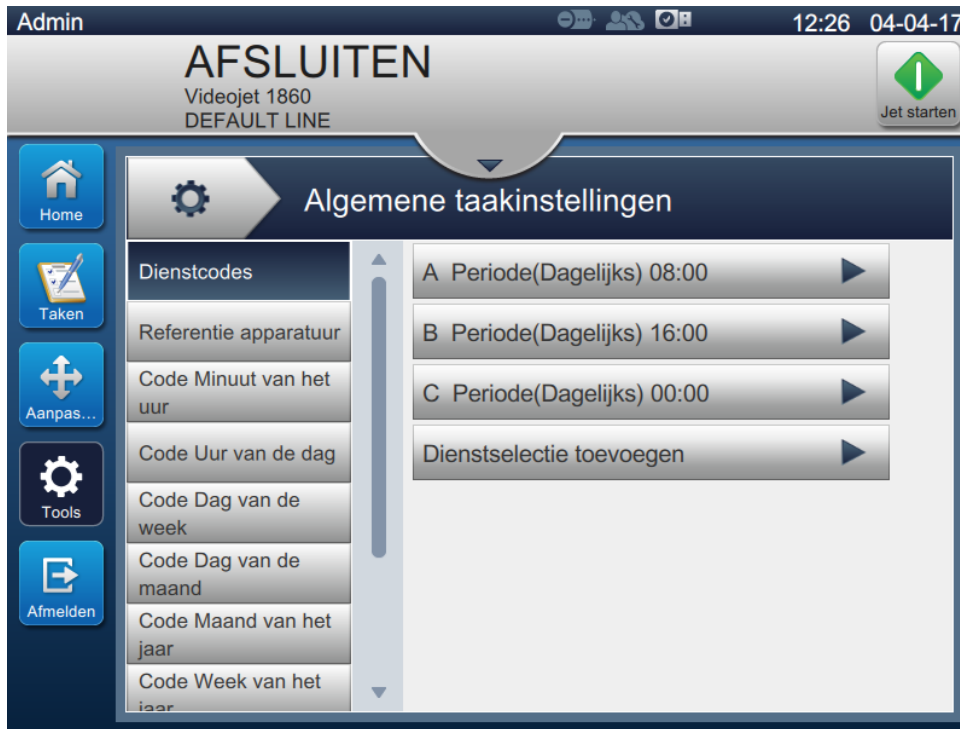 Admin
12:26 04-04-17
AFSLUITEN
Videojet 1860
DEFAULT LINE
Jet starten
Home
Taken
Aanpas...
Tools
Afmelden
Algemene taakinstellingen
Dienstcodes
Referentie apparatuur
Code Minuut van het
uur
Code Uur van de dag
Code Dag van de
week
Code Dag van de
maand
Code Maand van het
jaar
Code Week van het
jaar
A Periode(Dagelijks) 08:00
B Periode(Dagelijks) 16:00
C Periode(Dagelijks) 00:00
Dienstselectie toevoegen